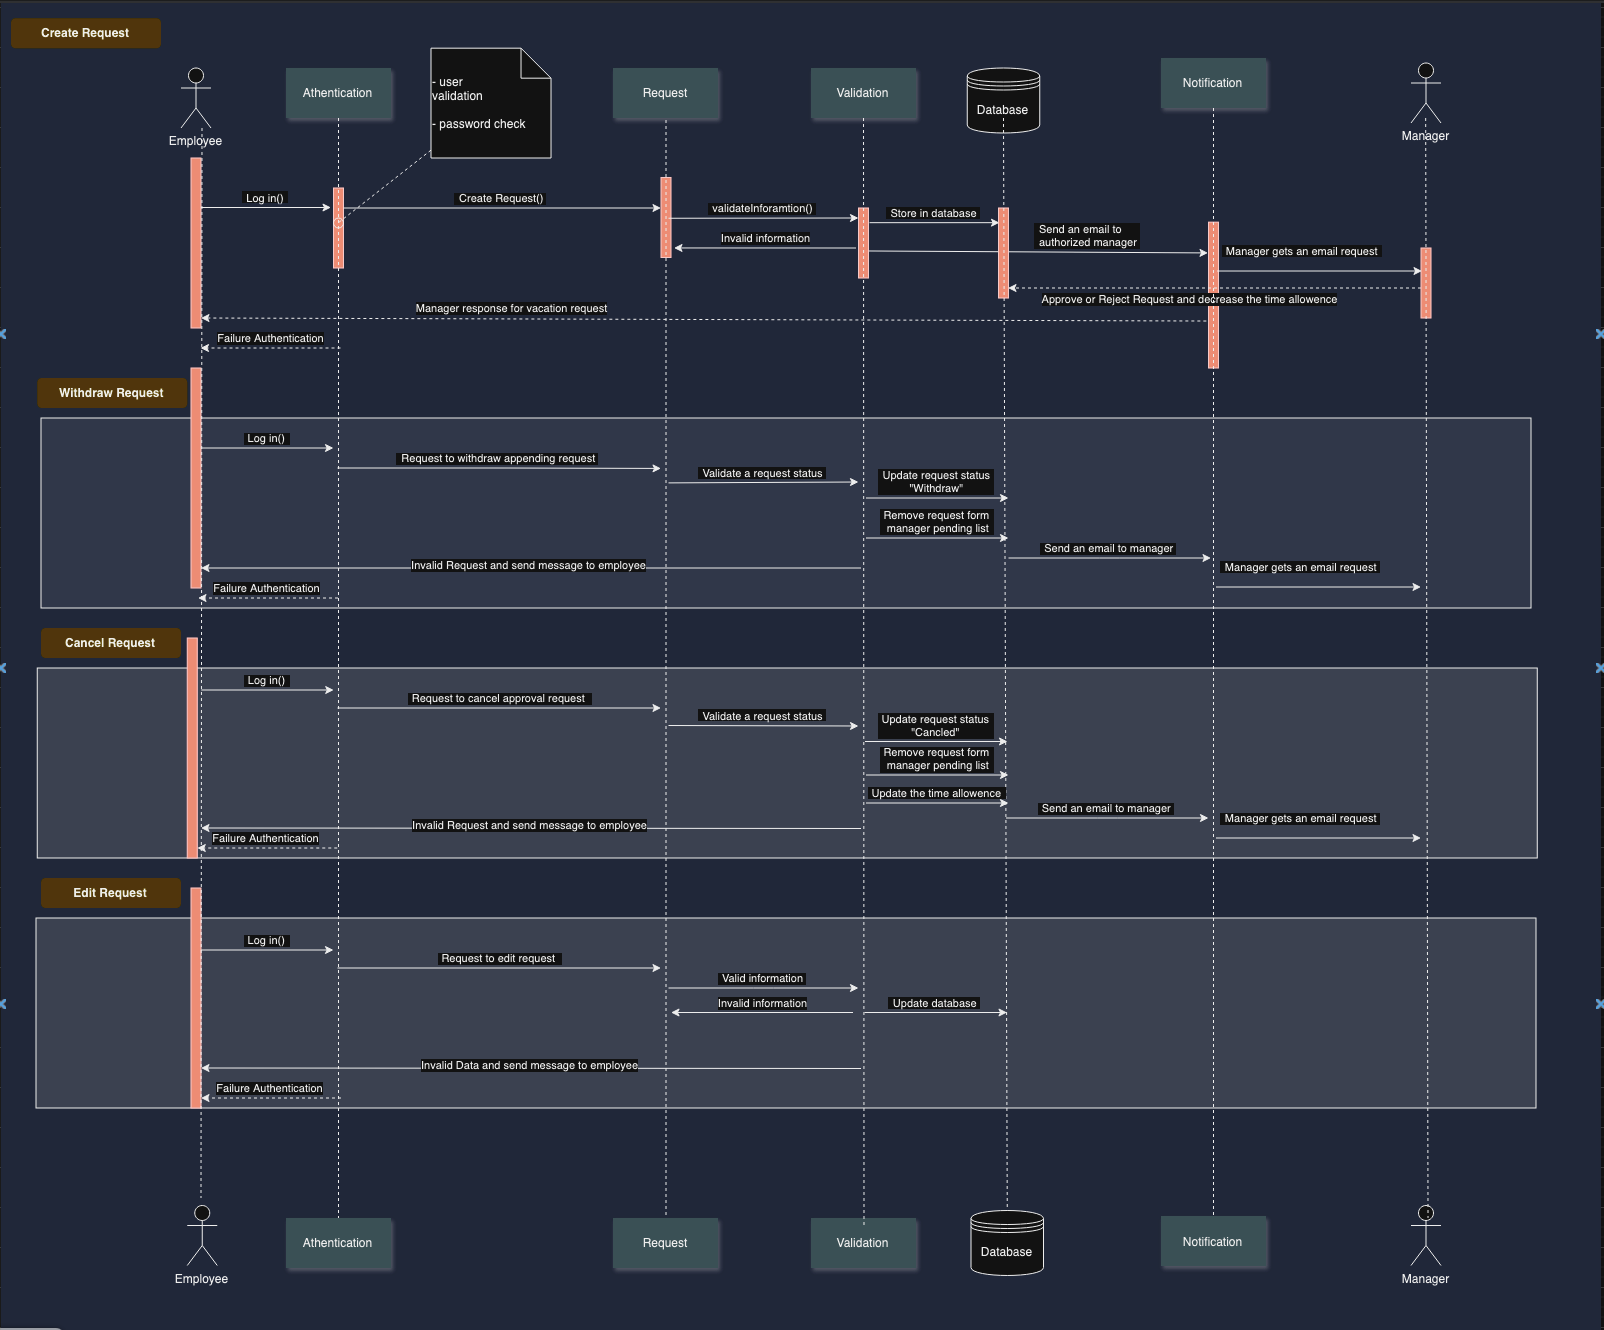 Create Request
- user
validation
- password check
Athentication
Request
Validation
Database
Notification
Employee
Manager
Log in()
Create Request()
validateInforamtion()
Store in database
Send an email to
authorized manager
Invalid information
Manager gets an email request
Approve or Reject Request and decrease the time allowence
Manager response for vacation request
Failure Authentication
Withdraw Request
Log in()
Request to withdraw appending request
Validate a request status
Update request status
"Withdraw"
Remove request form
manager pending list
Send an email to manager
Invalid Request and send message to employee
Manager gets an email request
Failure Authentication
Cancel Request
Log in()
Request to cancel approval request
Validate a request status
Update request status
"Cancled"
Remove request form
manager pending list
Update the time allowence
Send an email to manager
Manager gets an email request
Invalid Request and send message to employee
Failure Authentication
Edit Request
Log in()
Request to edit request
Valid information
Invalid information
Update database
Invalid Data and send message to employee
Failure Authentication
Athentication
Request
Validation
Database
Notification
Employee
Manager